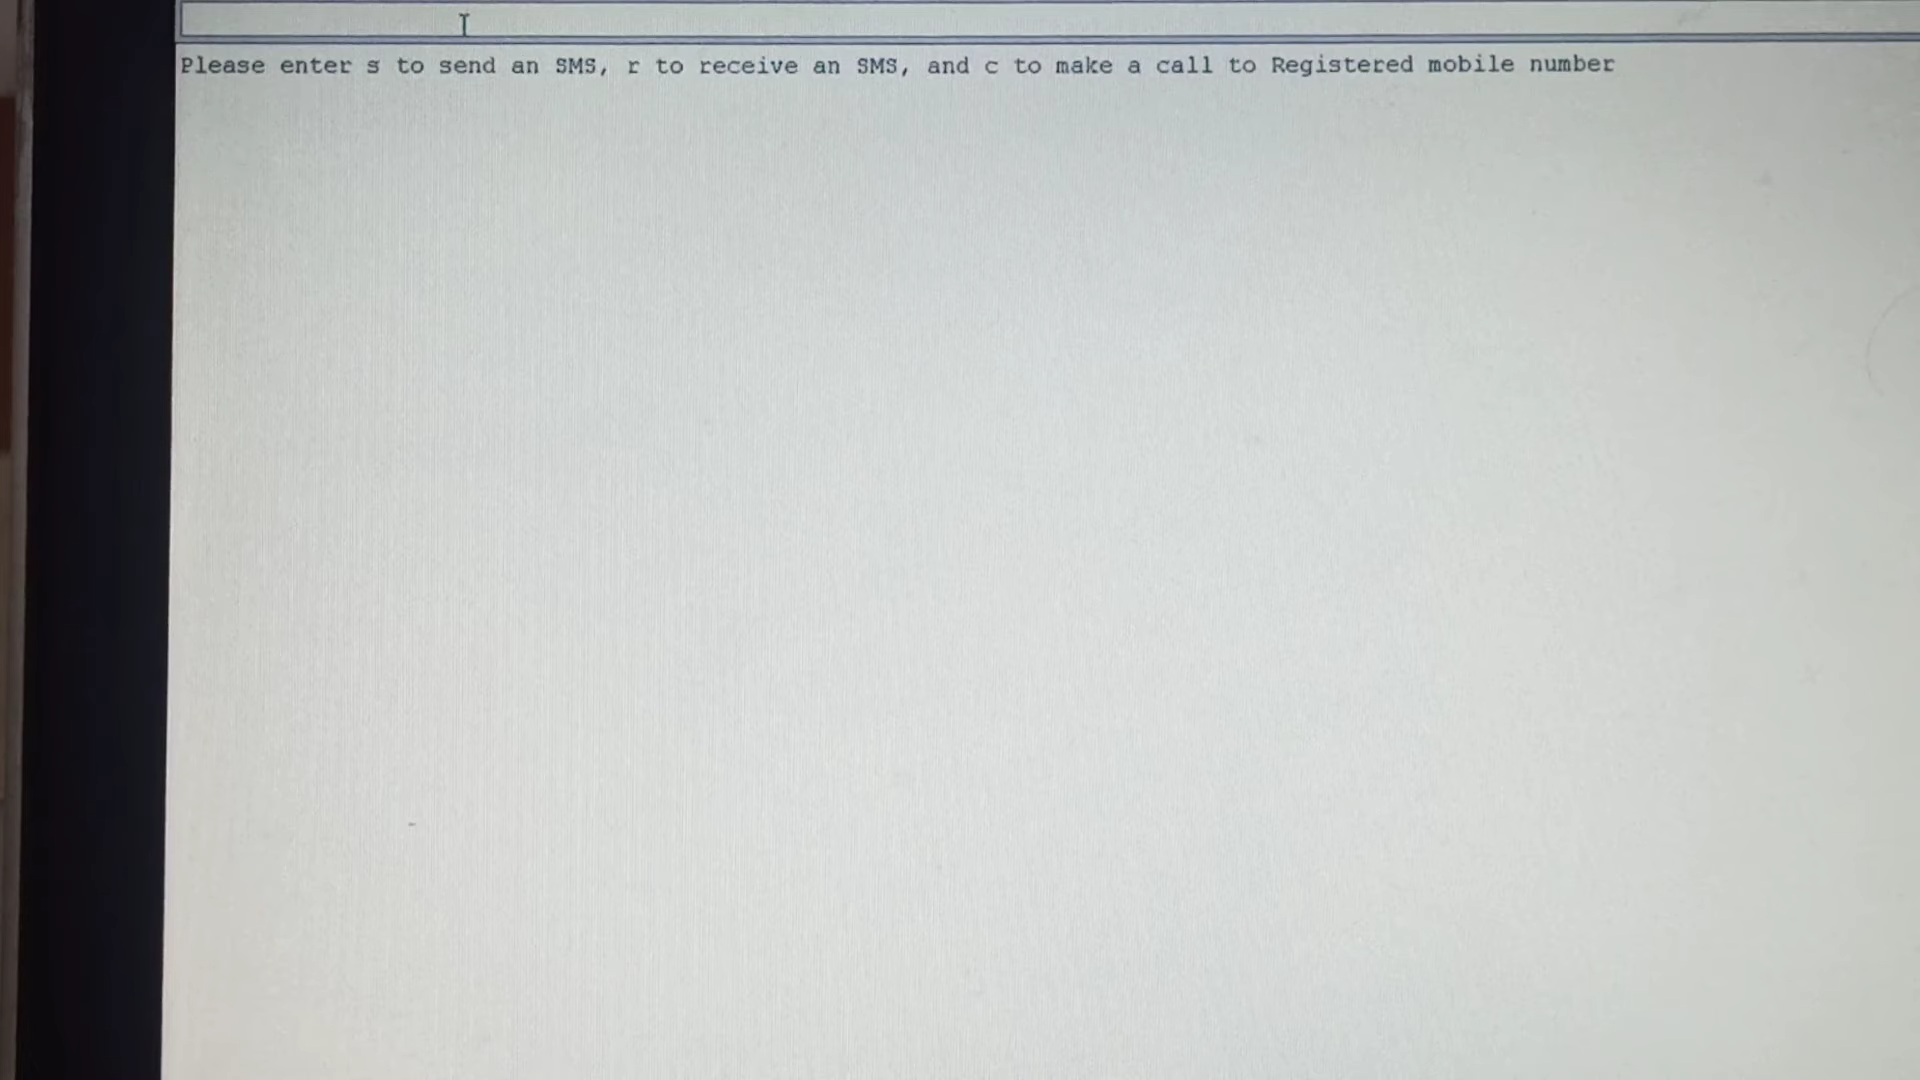 Please enter s to send an SMS, r to receive an SMS, and c to make a call to Registered mobile number